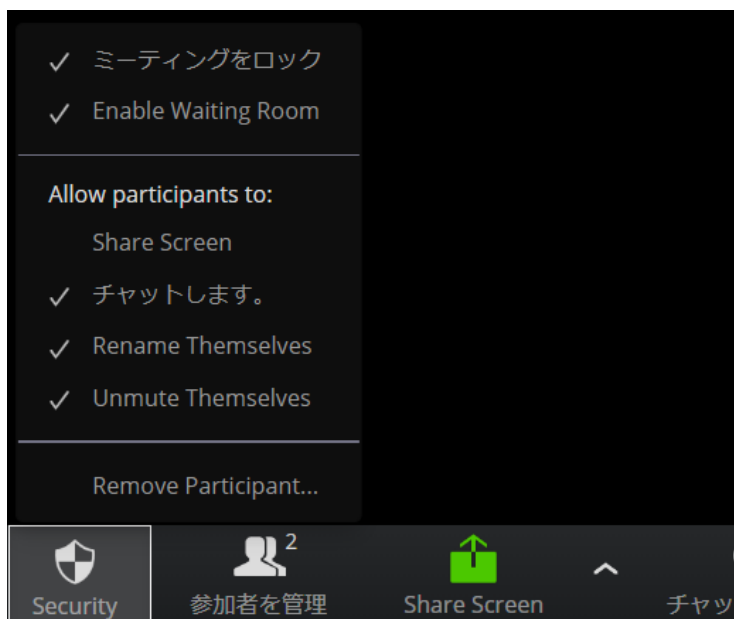 ミーティングをロック
Enable Waiting Room
Allow participants to:
Share Screen
チャットします。
Rename Themselves
Unmute Themselves
Remove Participant...
2
Security 参加者を管理 Share Screen チャッ